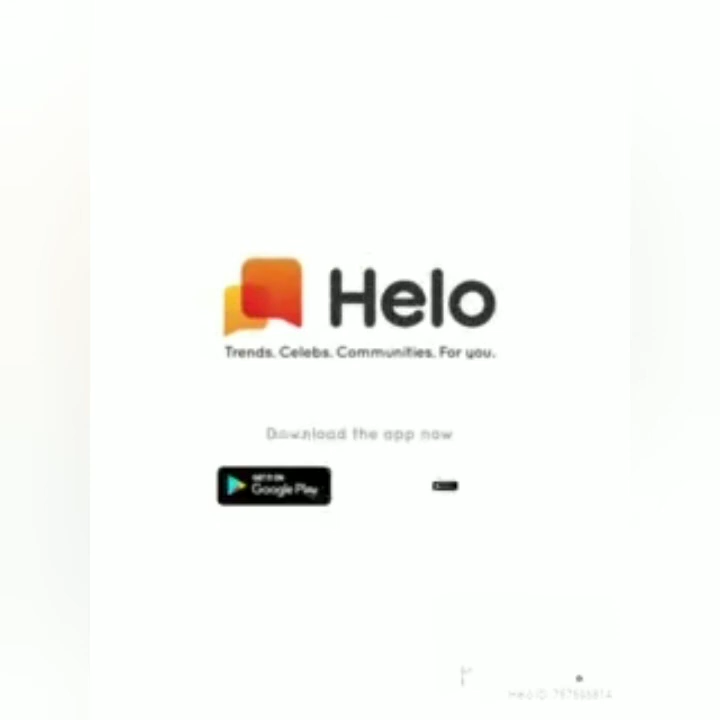 Helo
Trends. Celebs. Communities. For you.
Download the app now
GET IT ON
Google Play